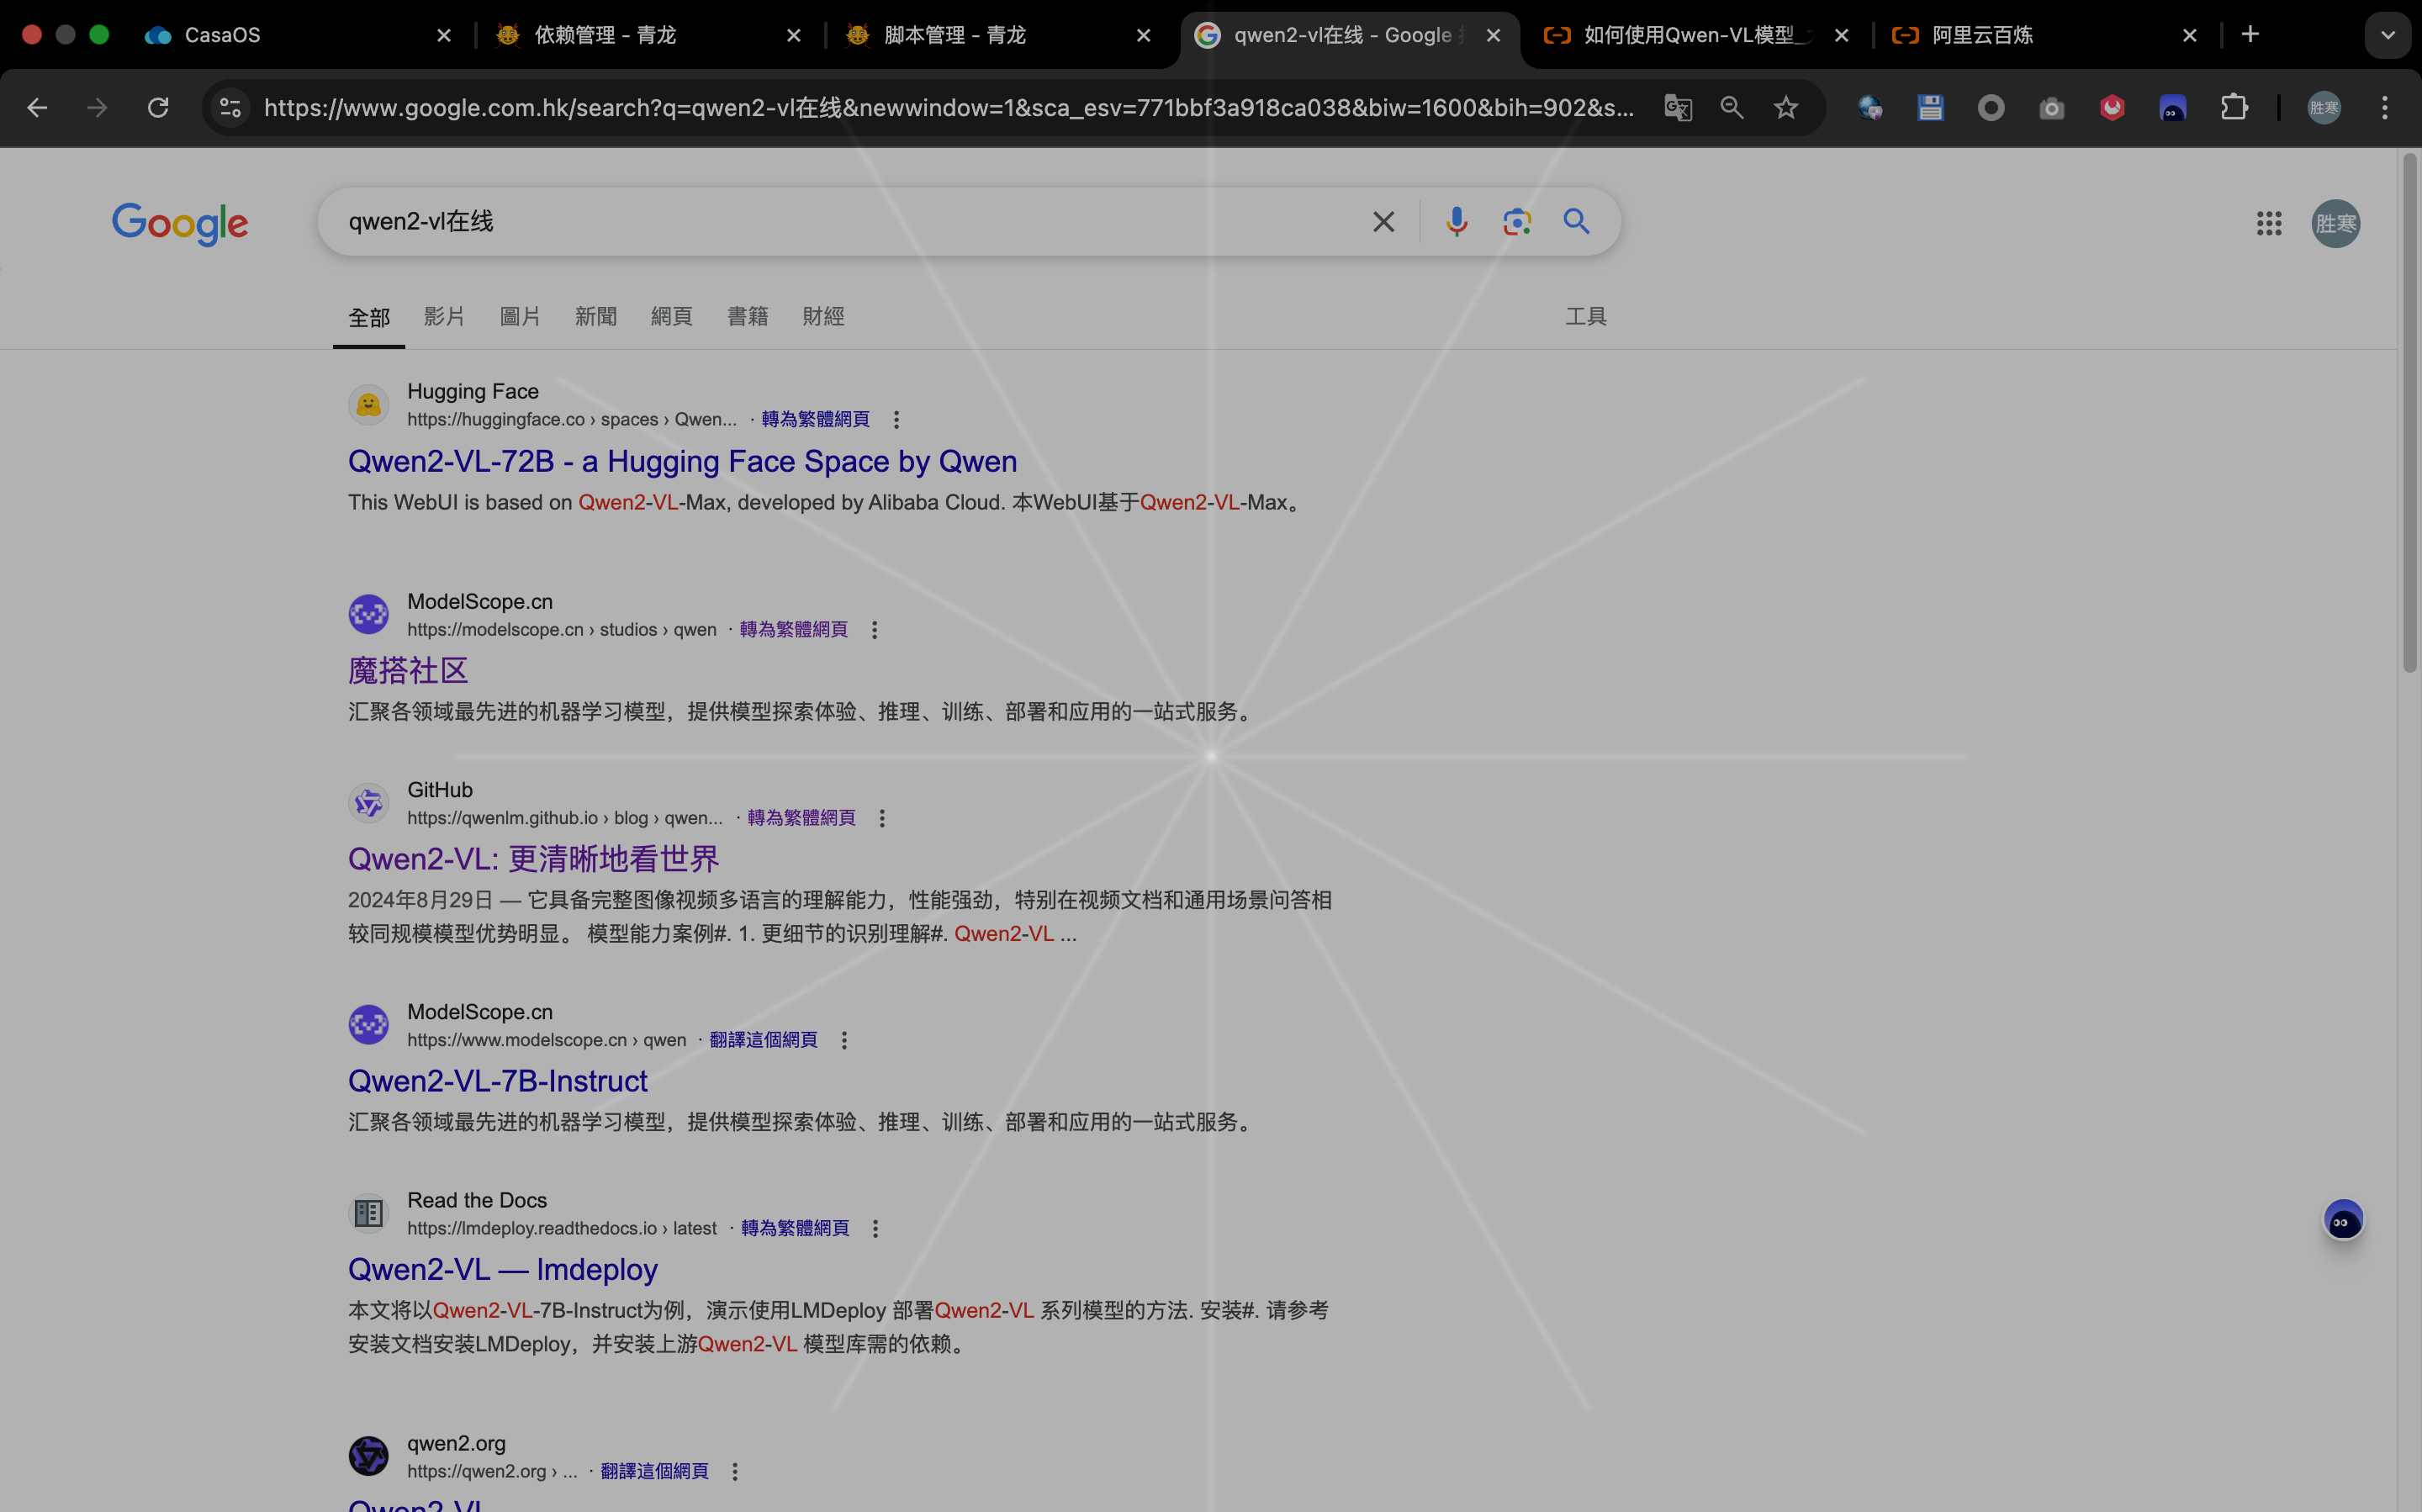 CasaOS
依赖管理 - 青龙
脚本管理 - 青龙
qwen2-vl在线 - Google
如何使用Qwen-VL模型_
阿里云百炼
https://www.google.com.hk/search?q=qwen2-vl在线&newwindow=1&sca_esv=771bbf3a918ca038&biw=1600&bih=902&s...
胜寒
Google
qwen2-vl在线
胜寒
全部 影片 圖片 新聞 網頁 書籍 財經 工具
Hugging Face
https://huggingface.co › spaces › Qwen... · 轉為繁體網頁
Qwen2-VL-72B - a Hugging Face Space by Qwen
This WebUI is based on Qwen2-VL-Max, developed by Alibaba Cloud. 本WebUI基于Qwen2-VL-Max。
ModelScope.cn
https://modelscope.cn › studios › qwen · 轉為繁體網頁
魔搭社区
汇聚各领域最先进的机器学习模型，提供模型探索体验、推理、训练、部署和应用的一站式服务。
GitHub
https://qwenlm.github.io › blog › qwen... · 轉為繁體網頁
Qwen2-VL: 更清晰地看世界
2024年8月29日 — 它具备完整图像视频多语言的理解能力，性能强劲，特别在视频文档和通用场景问答相
较同规模模型优势明显。 模型能力案例#. 1. 更细节的识别理解#. Qwen2-VL ...
ModelScope.cn
https://www.modelscope.cn › qwen · 翻譯這個網頁
Qwen2-VL-7B-Instruct
汇聚各领域最先进的机器学习模型，提供模型探索体验、推理、训练、部署和应用的一站式服务。
Read the Docs
https://lmdeploy.readthedocs.io › latest · 轉為繁體網頁
Qwen2-VL — lmdeploy
本文将以Qwen2-VL-7B-Instruct为例，演示使用LMDeploy 部署Qwen2-VL 系列模型的方法. 安装#. 请参考
安装文档安装LMDeploy，并安装上游Qwen2-VL 模型库需的依赖。
qwen2.org
https://qwen2.org › ... · 翻譯這個網頁
Qwen2-VL